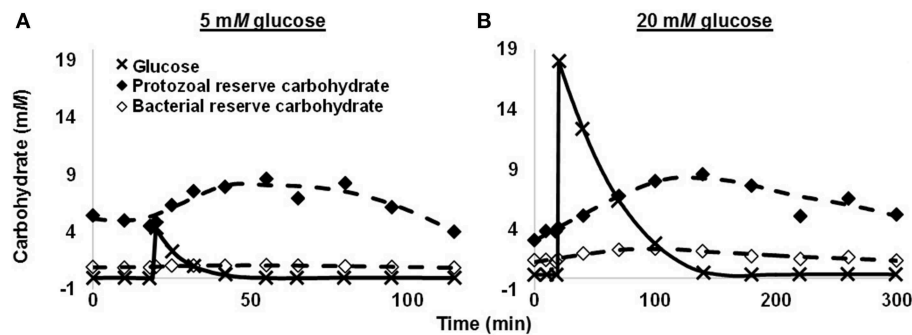 A
5 mM glucose
B
20 mM glucose
Carbohydrate (mM)
19
14
9
4
-1
Glucose
Protozoal reserve carbohydrate
Bacterial reserve carbohydrate
0
50
100
19
14
9
4
-1
0
100
200
300
Time (min)